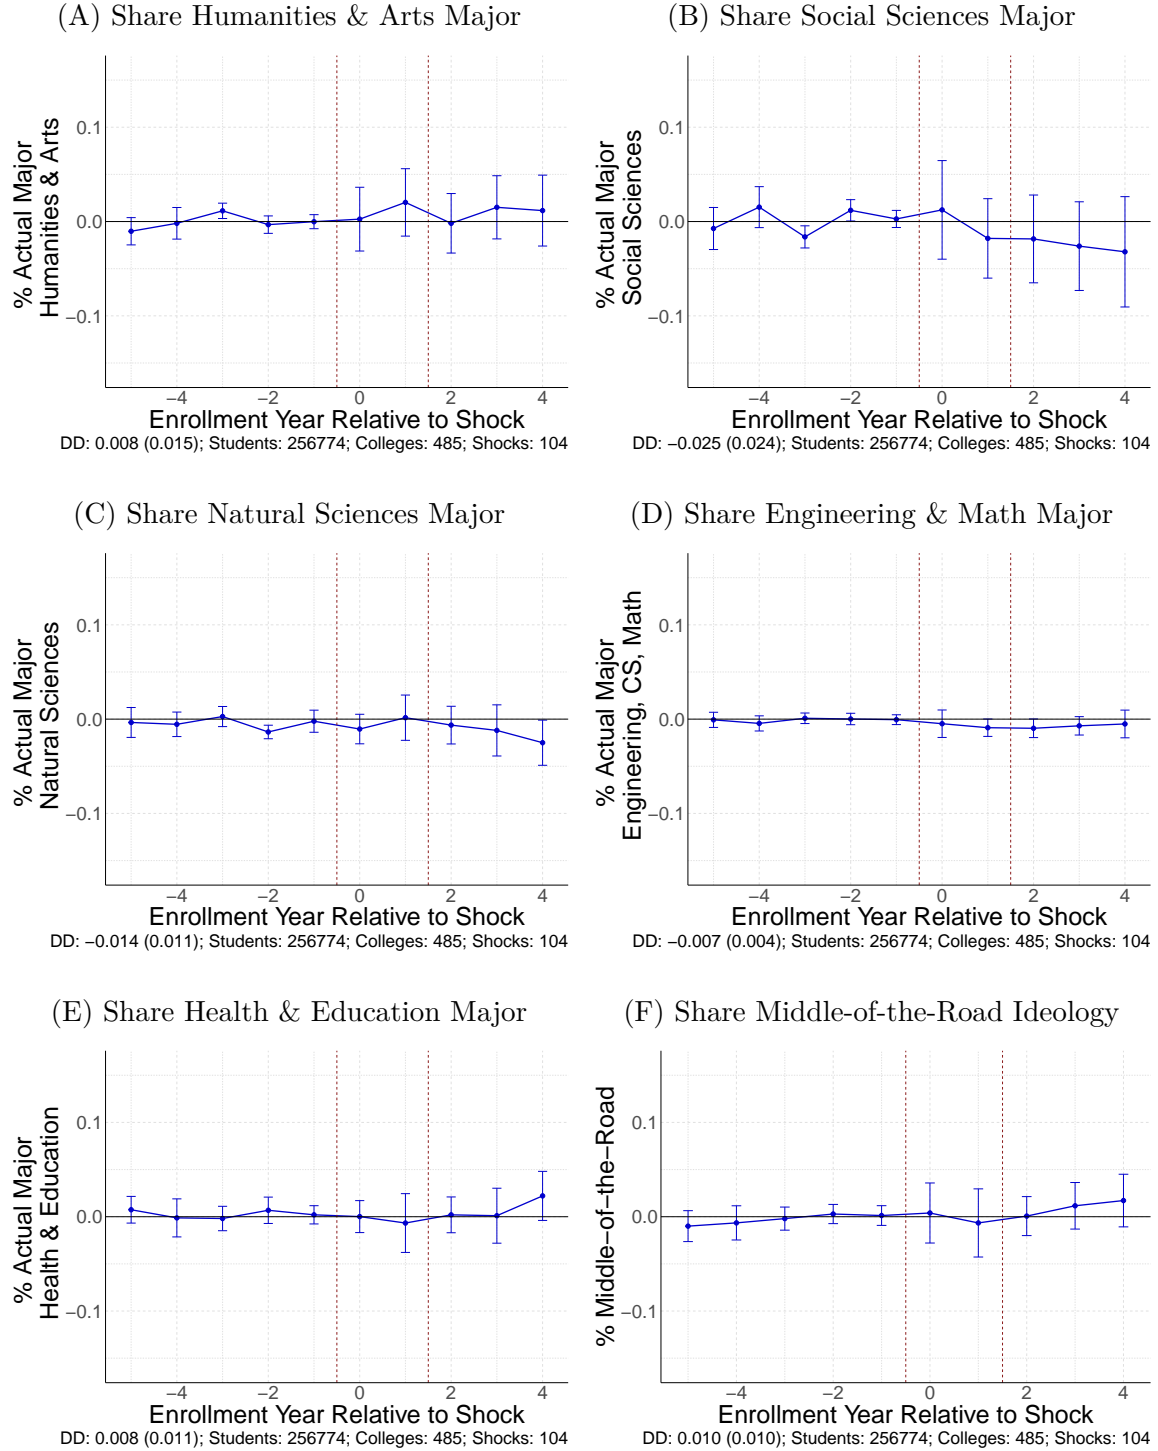 (A) Share Humanities & Arts Major
% Actual Major
Humanities & Arts
0.1
0.0
−0.1
−4 −2 0 2 4
Enrollment Year Relative to Shock
DD: 0.008 (0.015); Students: 256774; Colleges: 485; Shocks: 104
(B) Share Social Sciences Major
% Actual Major
Social Sciences
0.1
0.0
−0.1
−4 −2 0 2 4
Enrollment Year Relative to Shock
DD: −0.025 (0.024); Students: 256774; Colleges: 485; Shocks: 104
(C) Share Natural Sciences Major
% Actual Major
Natural Sciences
0.1
0.0
−0.1
−4 −2 0 2 4
Enrollment Year Relative to Shock
DD: −0.014 (0.011); Students: 256774; Colleges: 485; Shocks: 104
(D) Share Engineering & Math Major
% Actual Major
Engineering, CS, Math
0.1
0.0
−0.1
−4 −2 0 2 4
Enrollment Year Relative to Shock
DD: −0.007 (0.004); Students: 256774; Colleges: 485; Shocks: 104
(E) Share Health & Education Major
% Actual Major
Health & Education
0.1
0.0
−0.1
−4 −2 0 2 4
Enrollment Year Relative to Shock
DD: 0.008 (0.011); Students: 256774; Colleges: 485; Shocks: 104
(F) Share Middle-of-the-Road Ideology
% Middle−of−the−Road
0.1
0.0
−0.1
−4 −2 0 2 4
Enrollment Year Relative to Shock
DD: 0.010 (0.010); Students: 256774; Colleges: 485; Shocks: 104